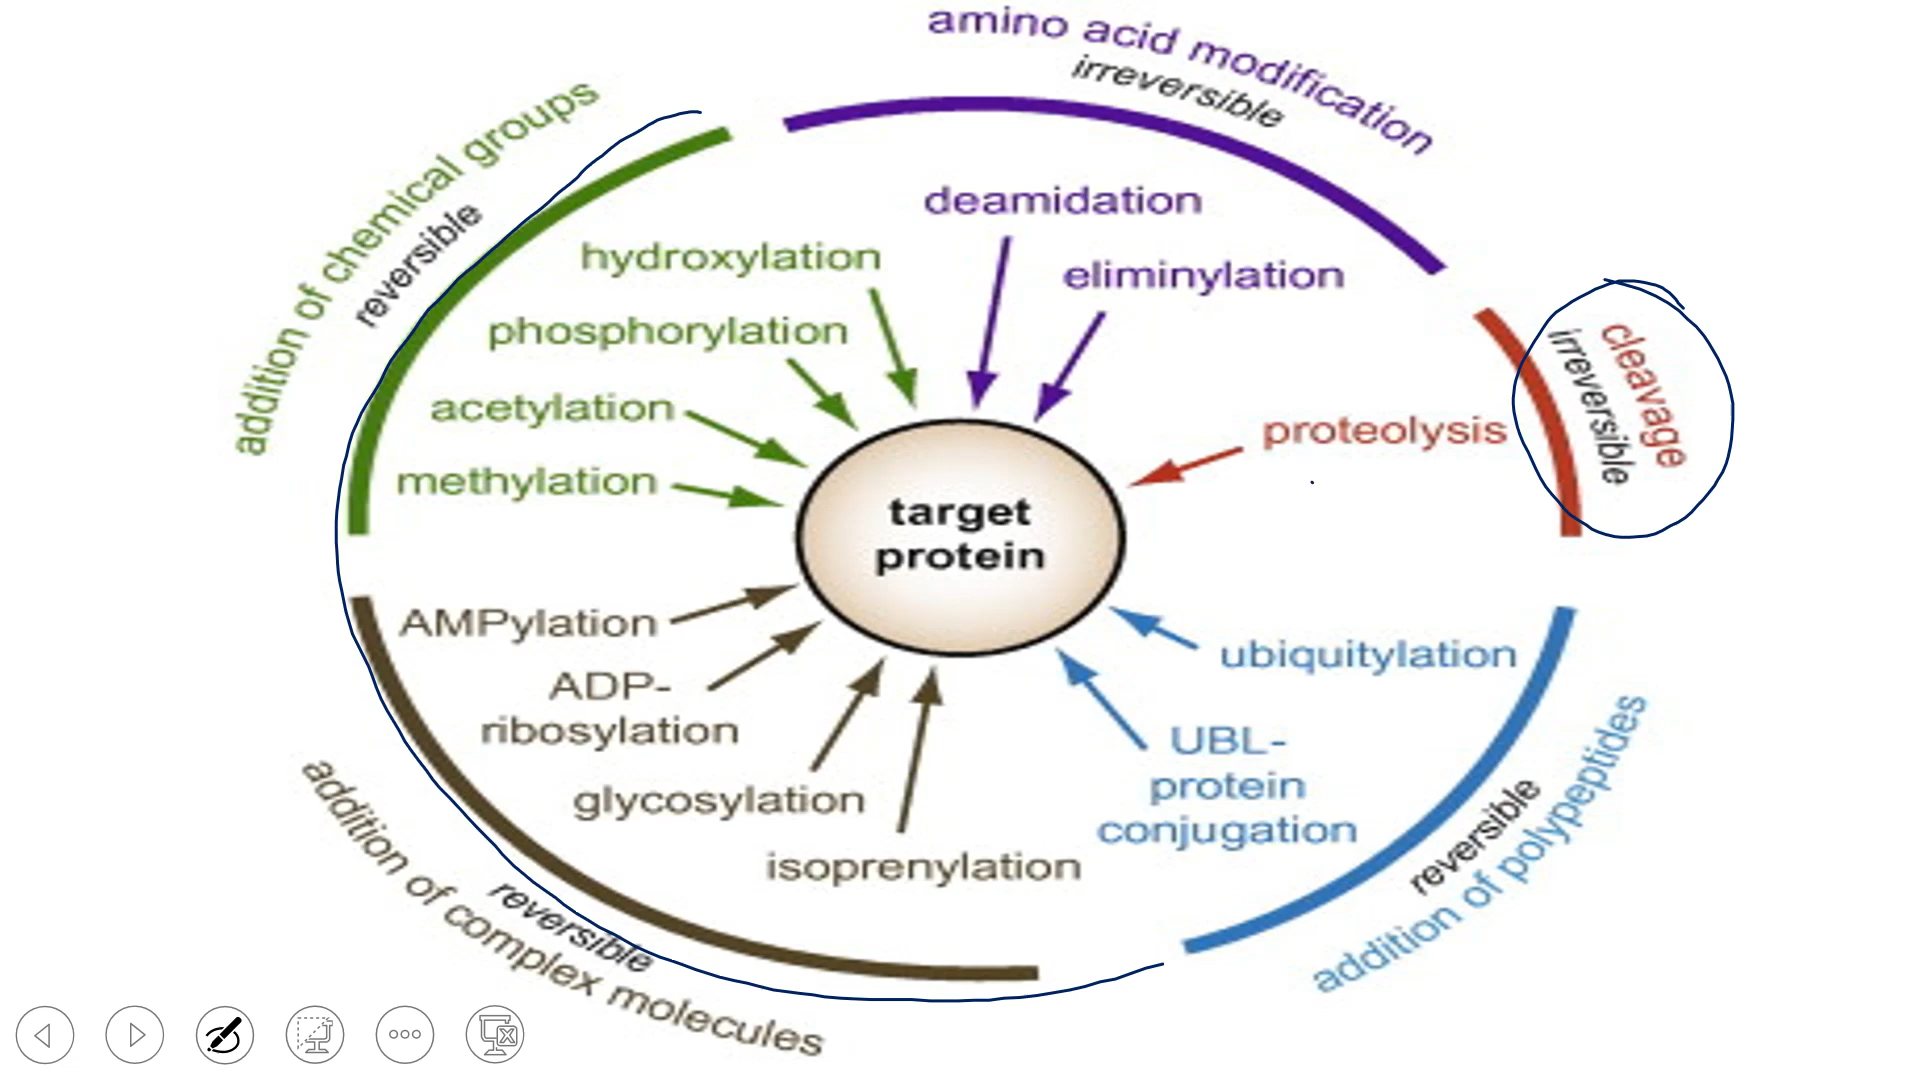 amino acid modification
irreversible
addition of chemical groups
reversible
deamidation
hydroxylation
eliminylation
phosphorylation
cleavage
irreversible
acetylation
proteolysis
methylation
target
protein
AMPylation
ubiquitylation
ADP-
ribosylation
UBL-
protein
conjugation
glycosylation
isoprenylation
reversible
addition of polypeptides
reversible
addition of complex molecules